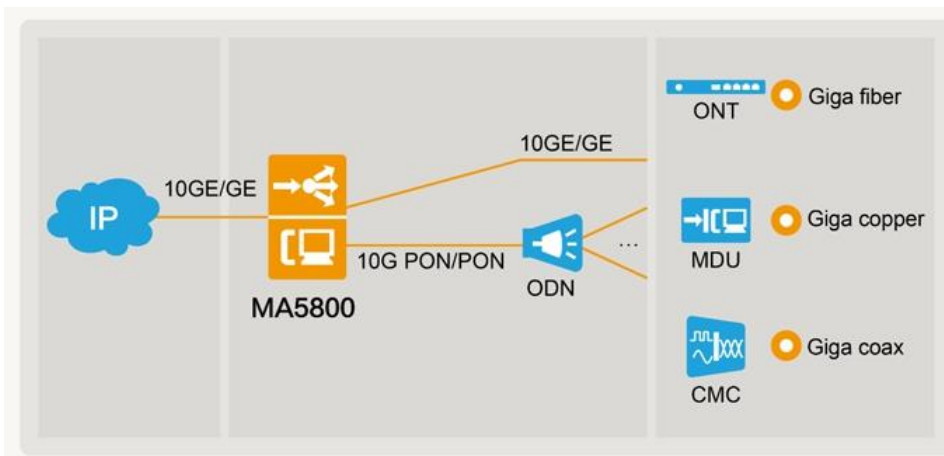 IP
10GE/GE
MA5800
10GE/GE
10G PON/PON
ODN
...
ONT
Giga fiber
MDU
Giga copper
CMC
Giga coax